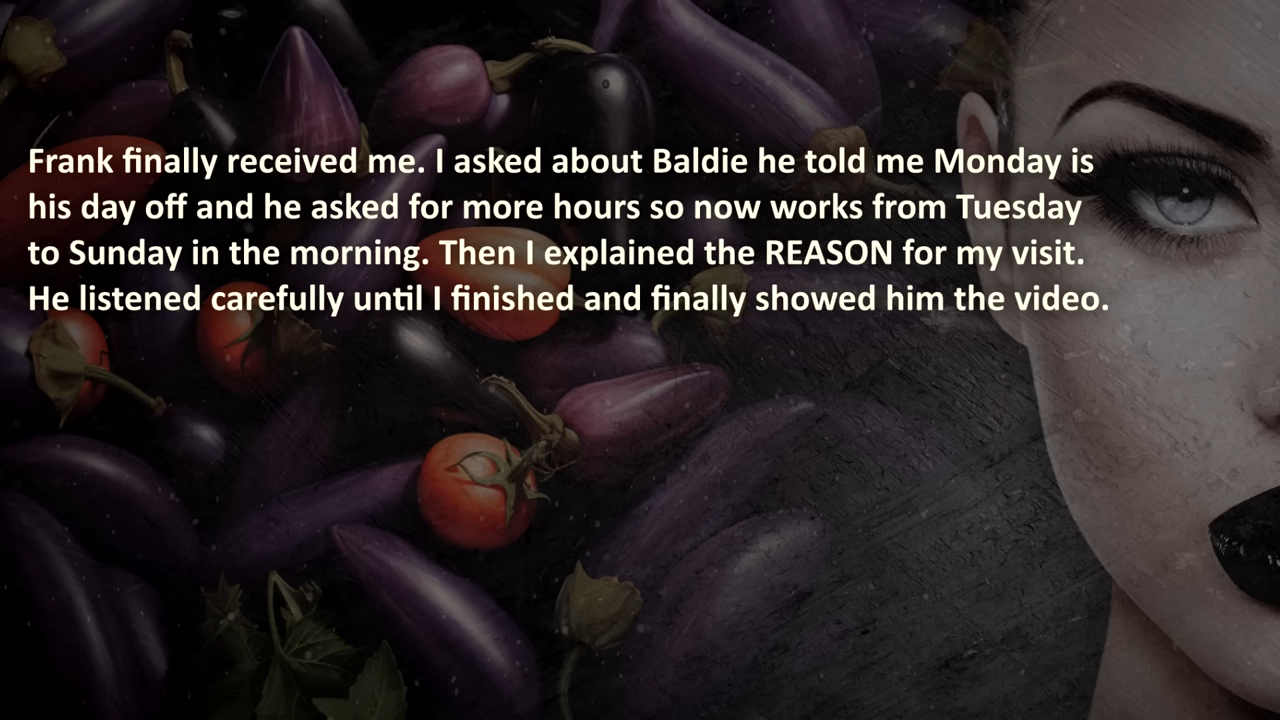 Frank finally received me. I asked about Baldie he told me Monday is
his day off and he asked for more hours so now works from Tuesday
to Sunday in the morning. Then I explained the REASON for my visit.
He listened carefully until I finished and finally showed him the video.